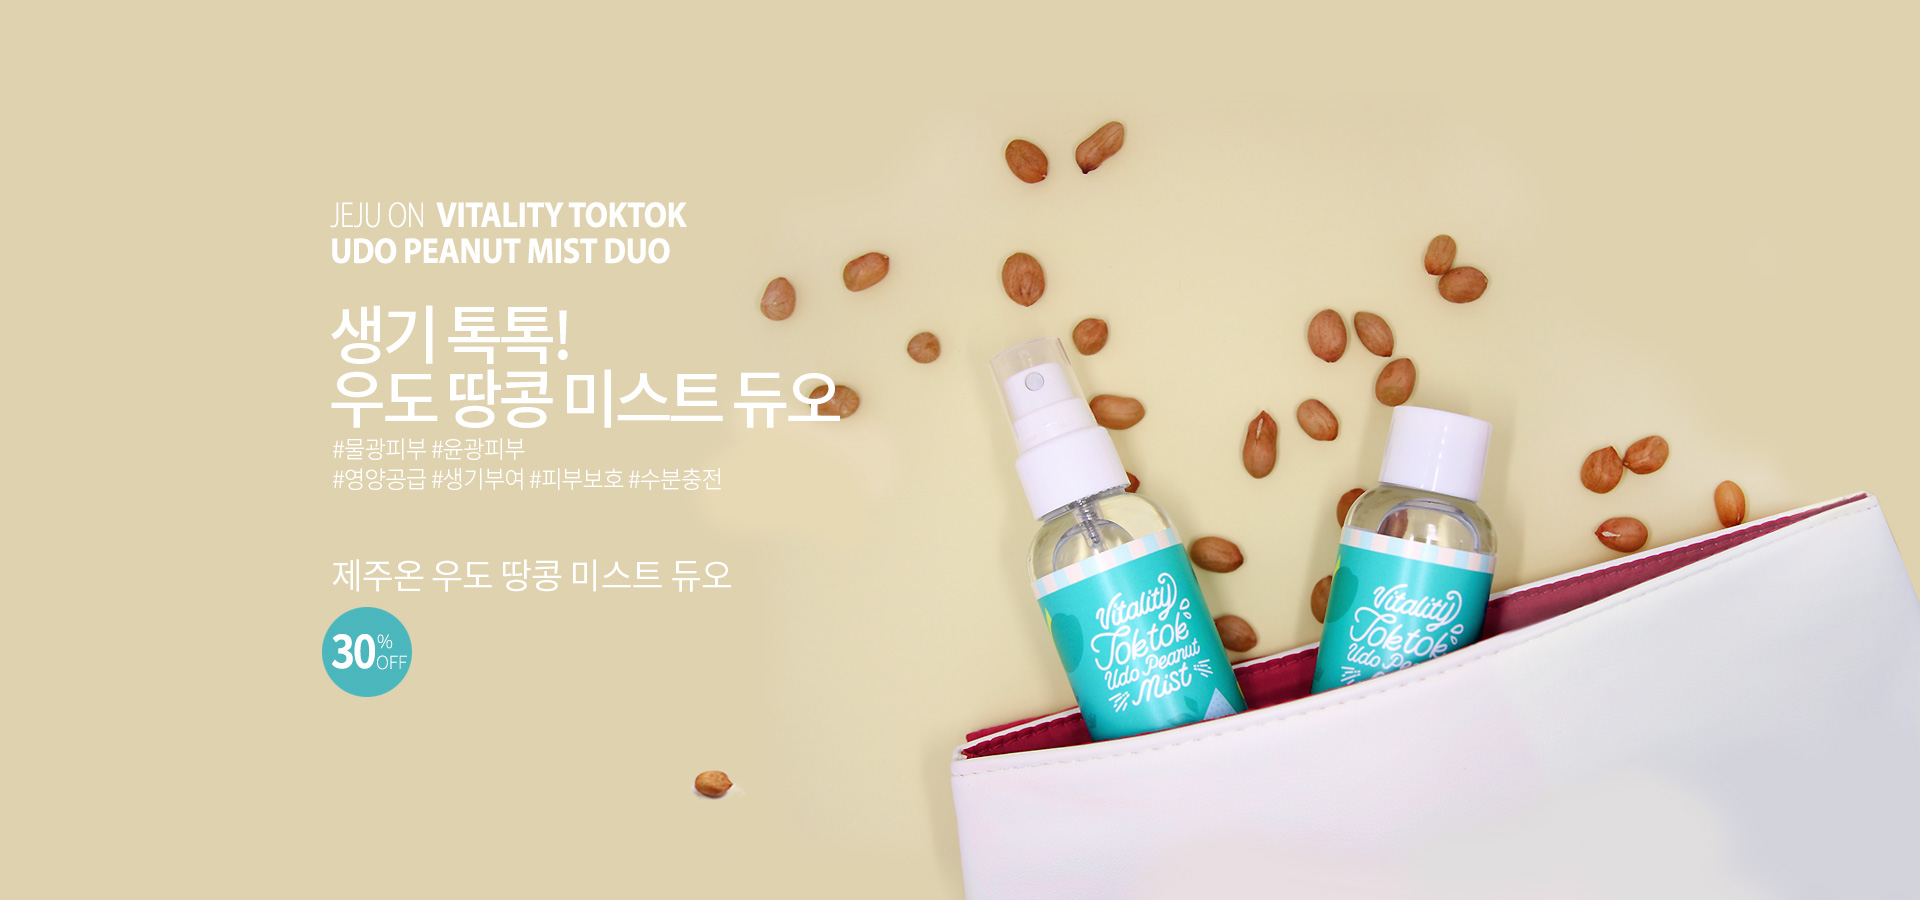 JEJU ON VITALITY TOKTOK
UDO PEANUT MIST DUO
생기 톡톡!
우도 땅콩 미스트 듀오
#물광피부 #윤광피부
#영양공급 #생기부여 #피부보호 #수분충전
제주온 우도 땅콩 미스트 듀오
30% OFF
Vitality
Toktok
Udo Peanut
Mist
Vitality
Toktok
Udo